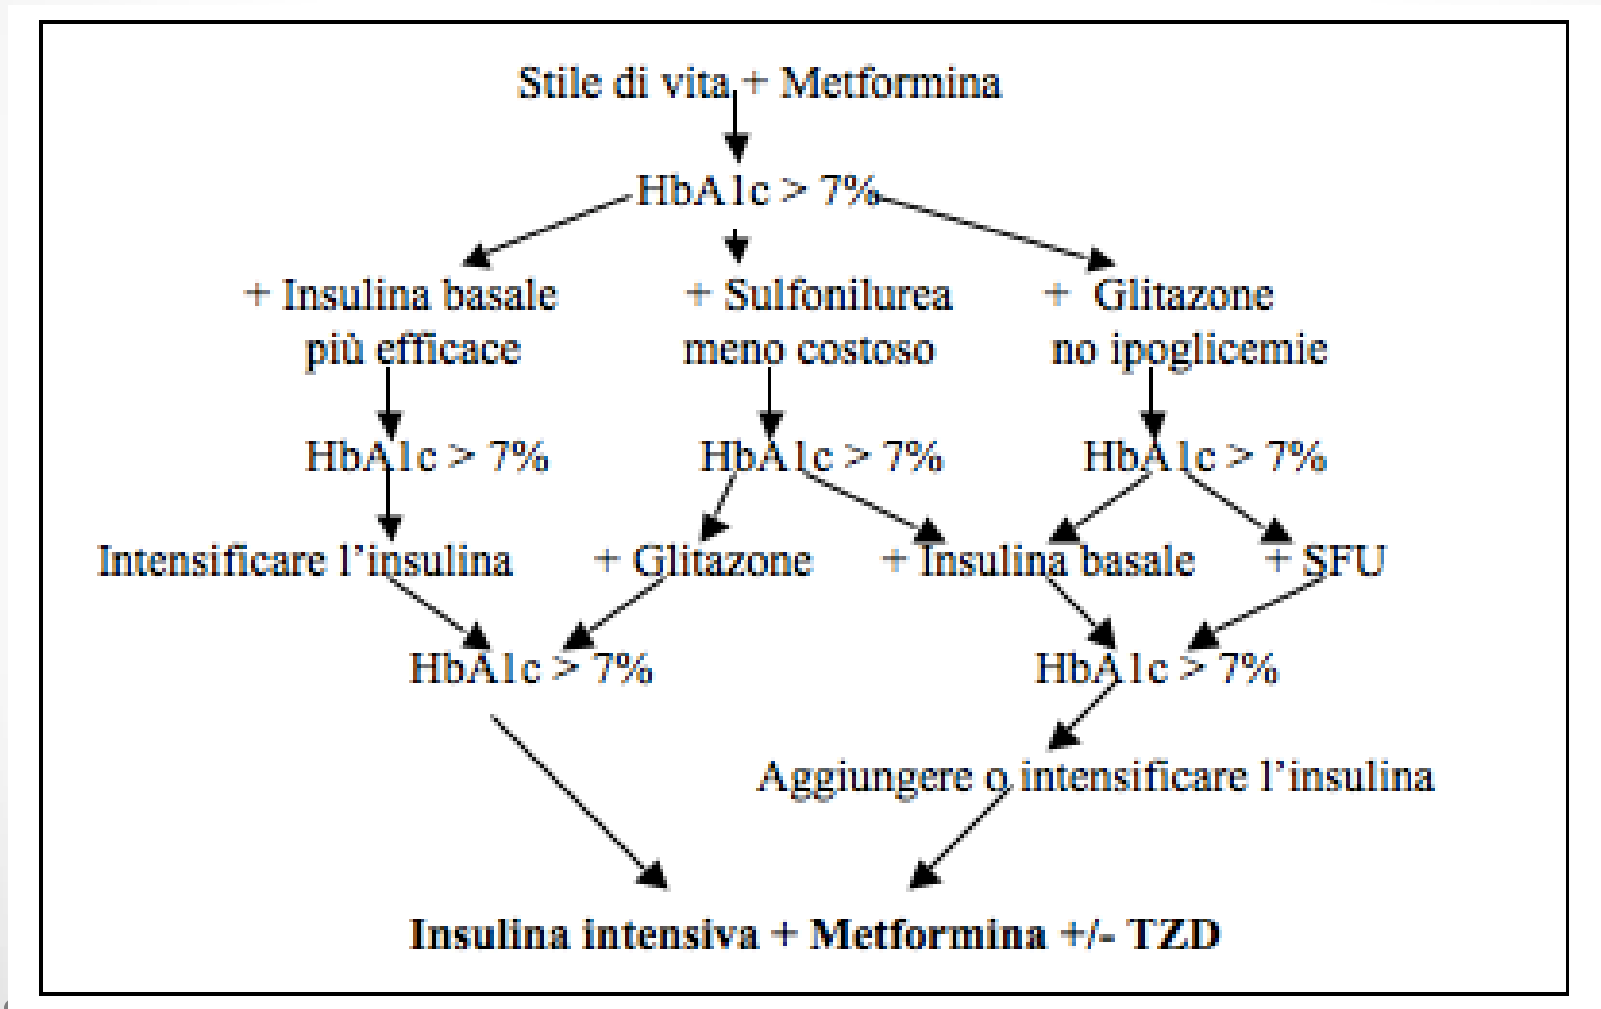 Stile di vita + Metformina
HbA1c > 7%
+ Insulina basale + Sulfonilurea + Glitazone
più efficace meno costoso no ipoglicemie
HbA1c > 7% HbA1c > 7% HbA1c > 7%
Intensificare l’insulina + Glitazone + Insulina basale + SFU
HbA1c > 7% HbA1c > 7%
Aggiungere o intensificare l’insulina
Insulina intensiva + Metformina +/- TZD